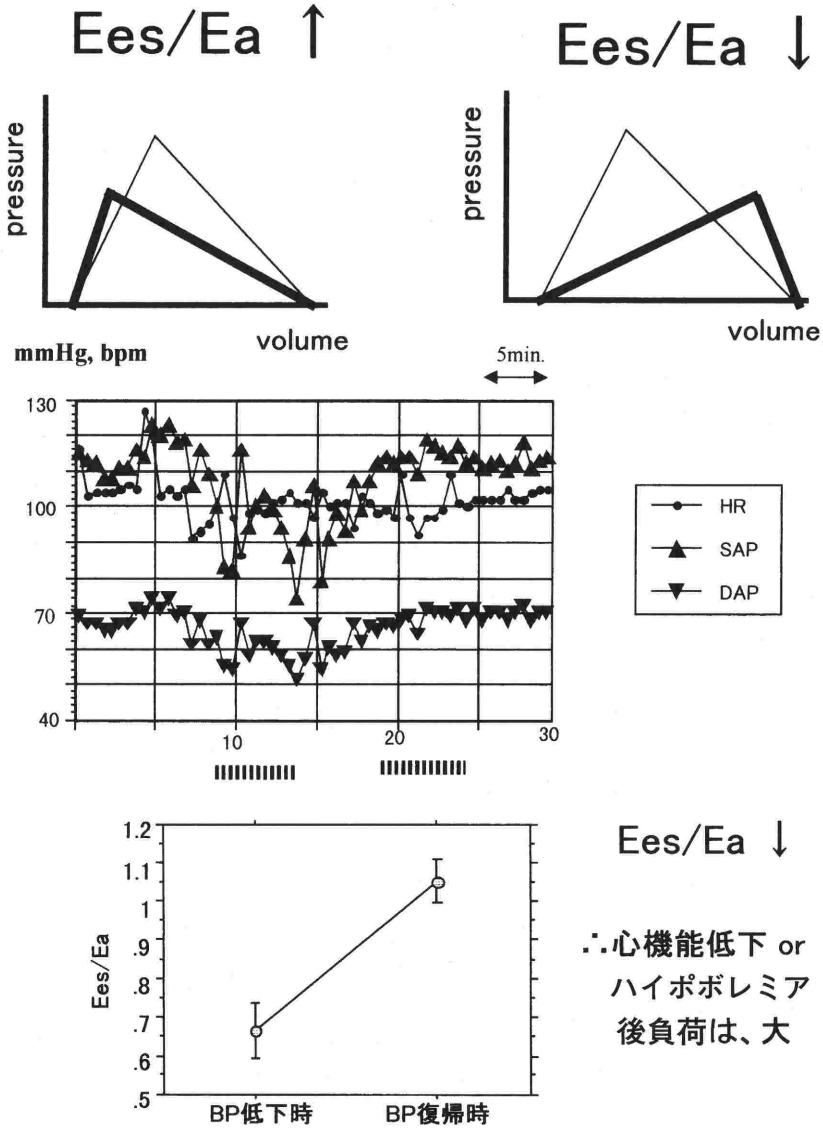 Ees/Ea ↑
Ees/Ea ↓
pressure
volume
pressure
volume
mmHg, bpm
5min.
130
100
70
40
10
20
30
HR
SAP
DAP
1.2
1.1
1
.9
.8
.7
.6
.5
Ees/Ea
BP低下時
BP復帰時
Ees/Ea ↓
∴心機能低下 or
ハイポボレミア
後負荷は、大